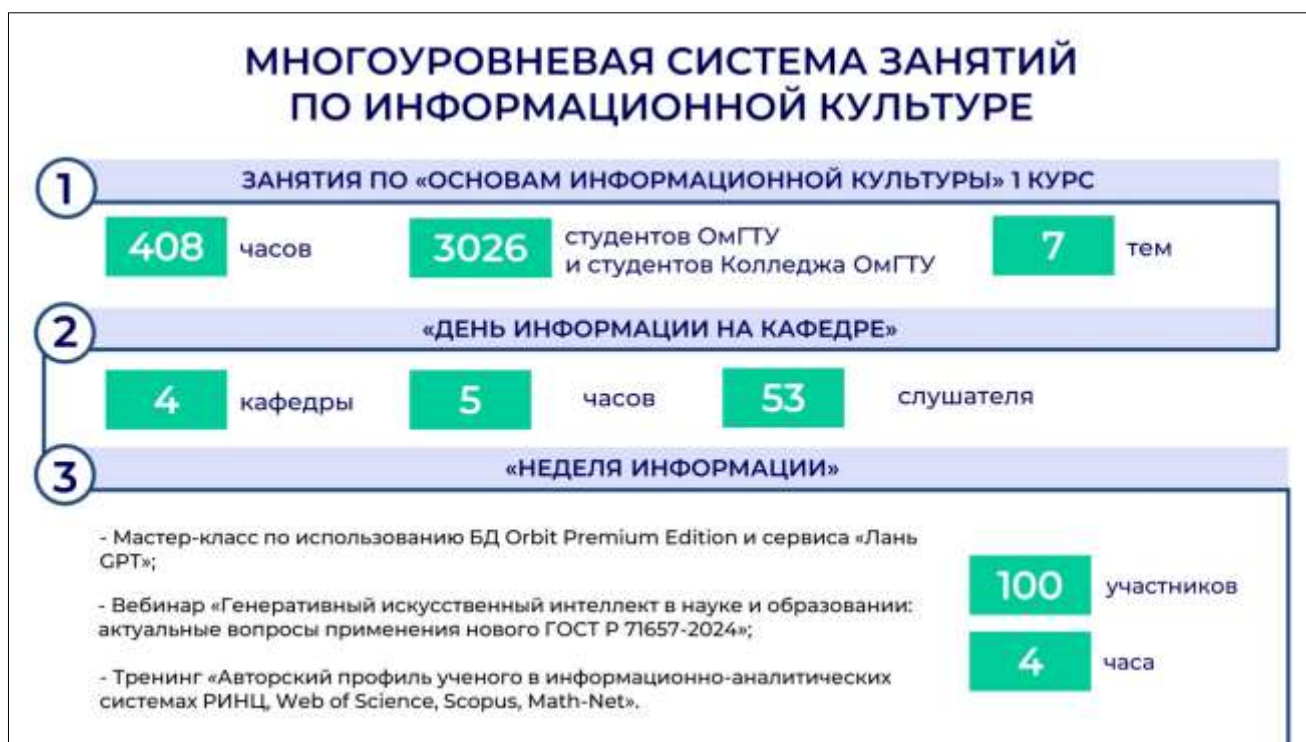 МНОГОУРОВНЕВАЯ СИСТЕМА ЗАНЯТИЙ
ПО ИНФОРМАЦИОННОЙ КУЛЬТУРЕ
1
ЗАНЯТИЯ ПО «ОСНОВАМ ИНФОРМАЦИОННОЙ КУЛЬТУРЫ» 1 КУРС
408 часов 3026 студентов ОмГТУ
и студентов Колледжа ОмГТУ
7 тем
2
«ДЕНЬ ИНФОРМАЦИИ НА КАФЕДРЕ»
4 кафедры 5 часов 53 слушателя
3
«НЕДЕЛЯ ИНФОРМАЦИИ»
- Мастер-класс по использованию БД Orbit Premium Edition и сервиса «Лань
GPT»;
- Вебинар «Генеративный искусственный интеллект в науке и образовании:
актуальные вопросы применения нового ГОСТ Р 71657-2024»;
- Тренинг «Авторский профиль ученого в информационно-аналитических
системах РИНЦ, Web of Science, Scopus, Math-Net».
100 участников
4 часа